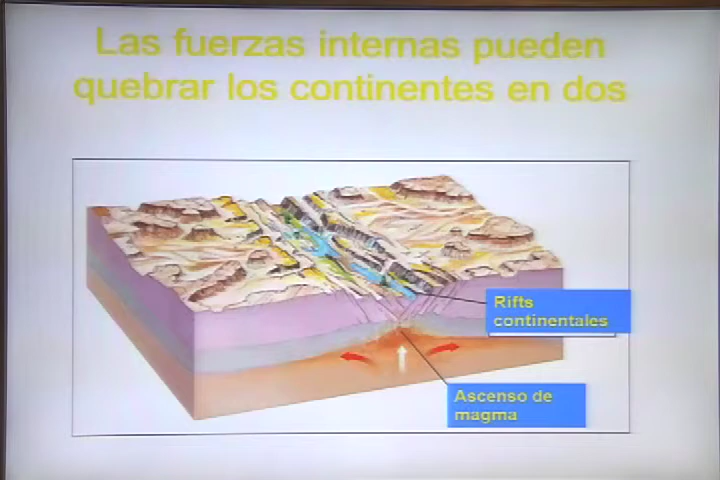 Las fuerzas internas pueden
quebrar los continentes en dos
Rifts
continentales
Ascenso de
magma